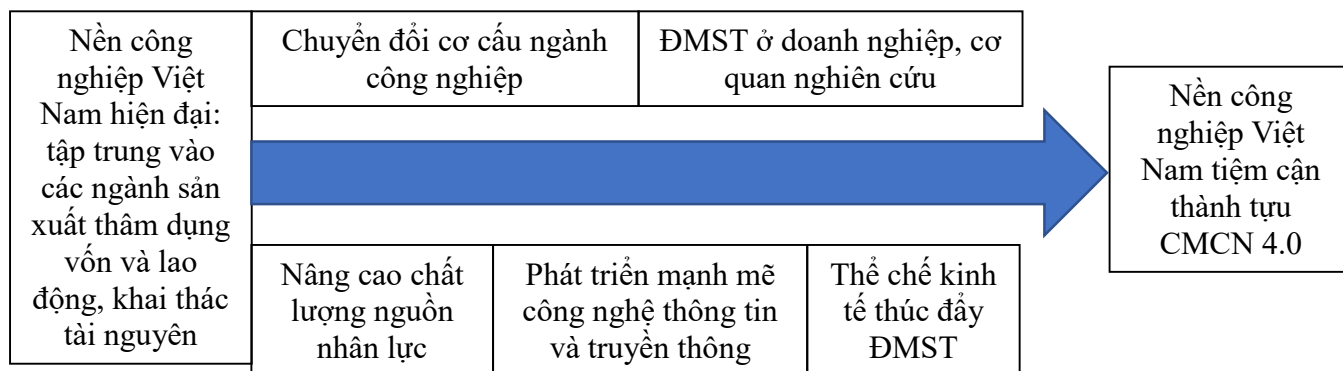 Nền công
nghiệp Việt
Nam hiện đại:
tập trung vào
các ngành sản
xuất thâm dụng
vốn và lao
động, khai thác
tài nguyên
Chuyển đổi cơ cấu ngành
công nghiệp
ĐMST ở doanh nghiệp, cơ
quan nghiên cứu
Nâng cao chất
lượng nguồn
nhân lực
Phát triển mạnh mẽ
công nghệ thông tin
và truyền thông
Thể chế kinh
tế thúc đẩy
ĐMST
Nền công
nghiệp Việt
Nam tiệm cận
thành tựu
CMCN 4.0